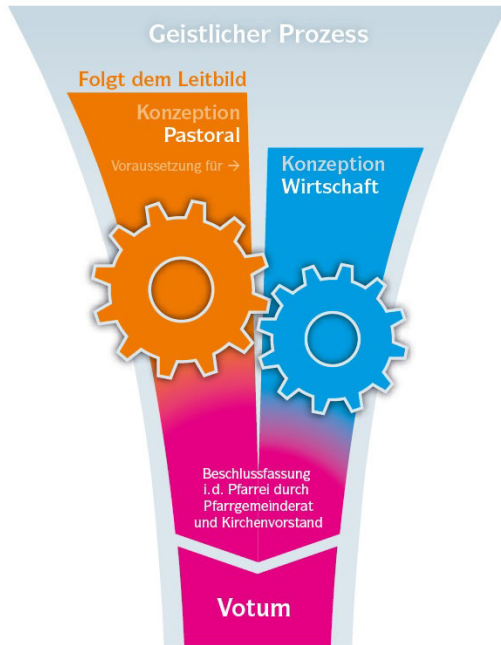 Geistlicher Prozess
Folgt dem Leitbild
Konzeption
Pastoral
Voraussetzung für →
Konzeption
Wirtschaft
Beschlussfassung
i.d. Pfarrei durch
Pfarrgemeinderat
und Kirchenvorstand
Votum